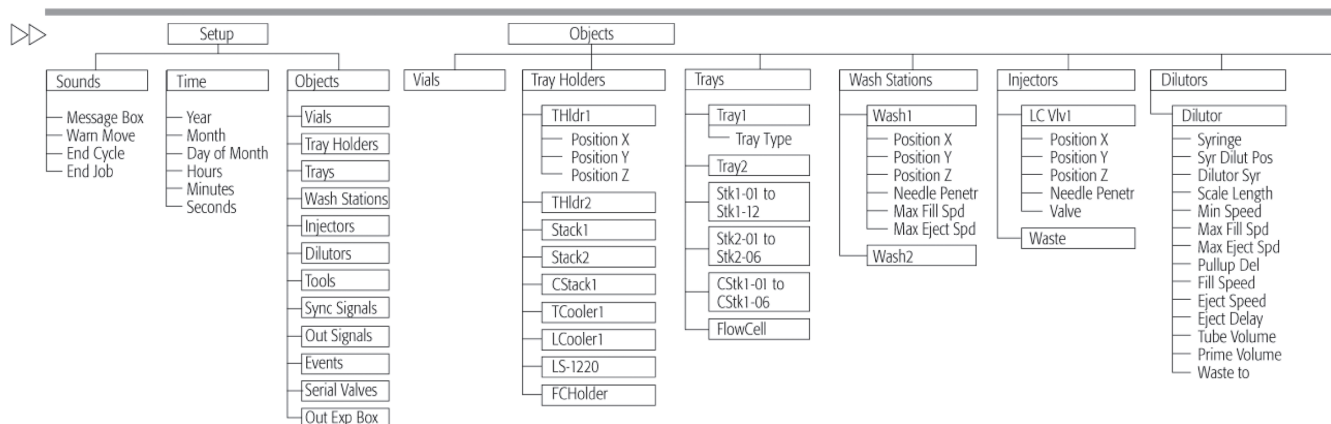 Setup
Objects
Sounds
Message Box
Warn Move
End Cycle
End Job
Time
Year
Month
Day of Month
Hours
Minutes
Seconds
Objects
Vials
Tray Holders
Trays
Wash Stations
Injectors
Dilutors
Tools
Sync Signals
Out Signals
Events
Serial Valves
Out Exp Box
Vials
Tray Holders
THldr1
Position X
Position Y
Position Z
THldr2
Stack1
Stack2
CStack1
TCooler1
LCooler1
LS-1220
FCHolder
Trays
Tray1
Tray Type
Tray2
Stk1-01 to
Stk1-12
Stk2-01 to
Stk2-06
CStk1-01 to
CStk1-06
FlowCell
Wash Stations
Wash1
Position X
Position Y
Position Z
Needle Penetr
Max Fill Spd
Max Eject Spd
Wash2
Injectors
LC Vlv1
Position X
Position Y
Position Z
Needle Penetr
Valve
Waste
Dilutors
Dilutor
Syringe
Syr Dilut Pos
Dilutor Syr
Scale Length
Min Speed
Max Fill Spd
Max Eject Spd
Pullup Del
Fill Speed
Eject Speed
Eject Delay
Tube Volume
Prime Volume
Waste to